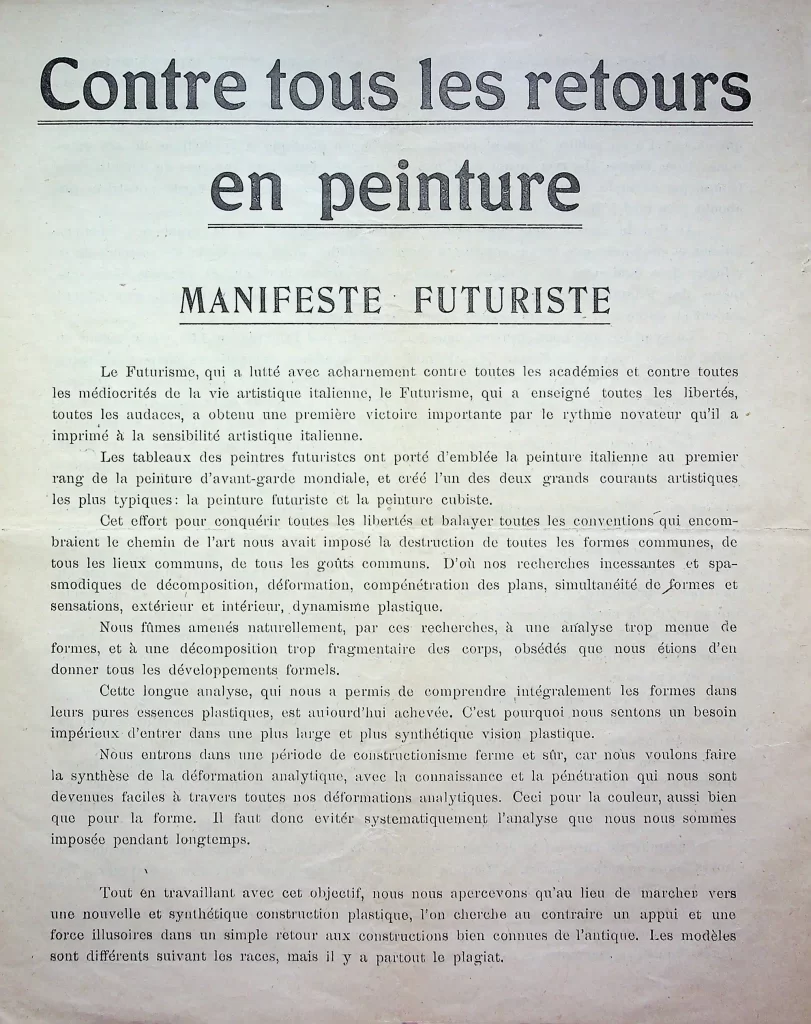 Contre tous les retours
en peinture
MANIFESTE FUTURISTE
Le Futurisme, qui a lutté avec acharnement contre toutes les académies et contre toutes
les médiocrités de la vie artistique italienne, le Futurisme, qui a enseigné toutes les libertés,
toutes les audaces, a obtenu une première victoire importante par le rythme novateur qu'il a
imprimé à la sensibilité artistique italienne.
Les tableaux des peintres futuristes ont porté d'emblée la peinture italienne au premier
rang de la peinture d'avant-garde mondiale, et créé l'un des deux grands courants artistiques
les plus typiques: la peinture futuriste et la peinture cubiste.
Cet effort pour conquérir toutes les libertés et balayer toutes les conventions qui encom-
braient le chemin de l'art nous avait imposé la destruction de toutes les formes communes, de
tous les lieux communs, de tous les goûts communs. D'où nos recherches incessantes et spa-
smodiques de décomposition, déformation, compénétration des plans, simultanéité de formes et
sensations, extérieur et intérieur, dynamisme plastique.
Nous fûmes amenés naturellement, par ces recherches, à une analyse trop menue de
formes, et à une décomposition trop fragmentaire des corps, obsédés que nous étions d'en
donner tous les développements formels.
Cette longue analyse, qui nous a permis de comprendre intégralement les formes dans
leurs pures essences plastiques, est aujourd'hui achevée. C'est pourquoi nous sentons un besoin
impérieux d'entrer dans une plus large et plus synthétique vision plastique.
Nous entrons dans une période de constructionisme ferme et sûr, car nous voulons faire
la synthèse de la déformation analytique, avec la connaissance et la pénétration qui nous sont
devenues faciles à travers toutes nos déformations analytiques. Ceci pour la couleur, aussi bien
que pour la forme. Il faut donc evitér systematiquement l'analyse que nous nous sommes
imposée pendant longtemps.
Tout en travaillant avec cet objectif, nous nous apercevons qu'au lieu de marcher vers
une nouvelle et synthétique construction plastique, l'on cherche au contraire un appui et une
force illusoires dans un simple retour aux constructions bien connues de l'antique. Les modèles
sont différents suivant les races, mais il y a partout le plagiat.